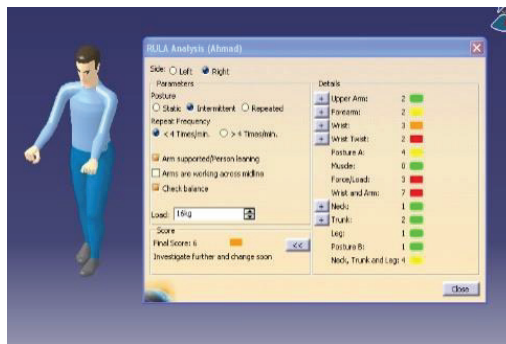 RULA Analysis (Ahmad)
Side: Left Right
Parameters
Posture
Static Intermittent Repeated
Repeat Frequency
< 4 Times/min. > 4 Times/min.
Arm supported/Person leaning
Arms are working across midline
Check balance
Load: 16kg
Score
Final Score: 6
<<
Investigate further and change soon
Details
+ Upper Arm: 2
+ Forearm: 2
+ Wrist: 3
+ Wrist Twist: 2
Posture A: 4
Muscle: 0
Force/Load: 3
Wrist and Arm: 7
+ Neck: 1
+ Trunk: 2
Leg: 1
Posture B: 1
Neck, Trunk and Leg: 4
Close